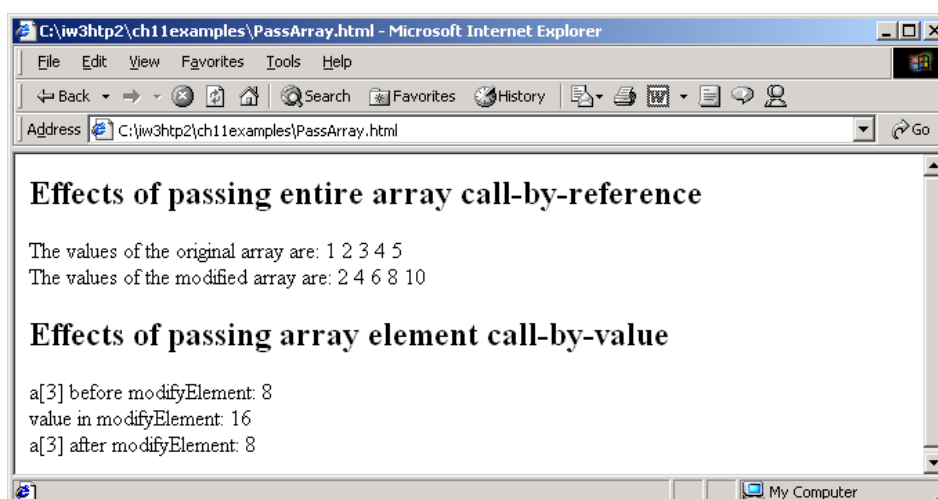 C:\iw3htp2\ch11examples\PassArray.html - Microsoft Internet Explorer
File Edit View Favorites Tools Help
Back Search Favorites History
Address C:\iw3htp2\ch11examples\PassArray.html Go
Effects of passing entire array call-by-reference
The values of the original array are: 1 2 3 4 5
The values of the modified array are: 2 4 6 8 10
Effects of passing array element call-by-value
a[3] before modifyElement: 8
value in modifyElement: 16
a[3] after modifyElement: 8
My Computer